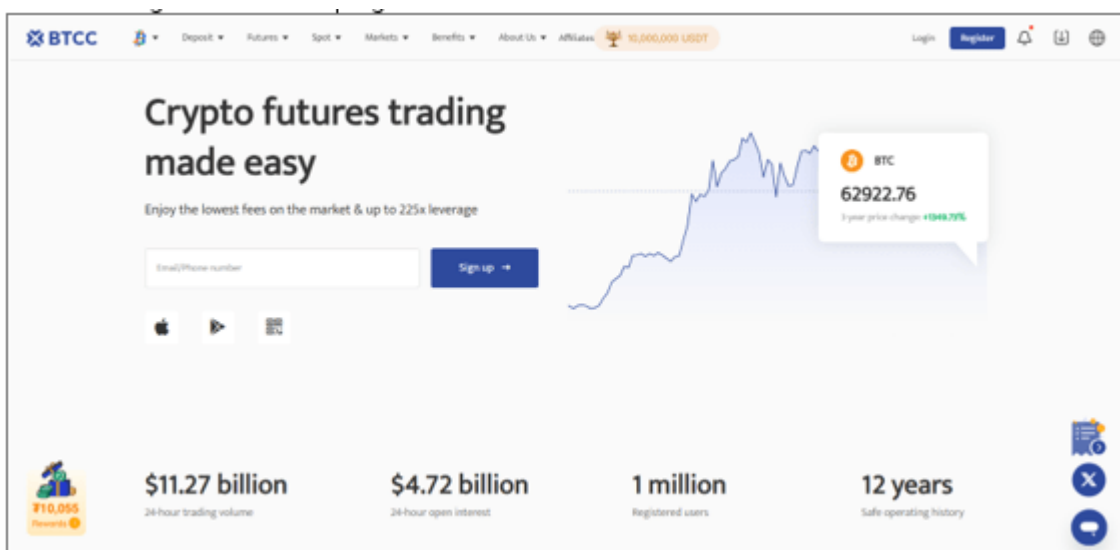 BTCC
Deposit
Futures
Spot
Markets
Benefits
About Us
Affiliates
10,000,000 USDT
Login
Register
Crypto futures trading
made easy
Enjoy the lowest fees on the market & up to 225x leverage
Email/Phone number
Sign up →
BTC
62922.76
3-year price change: +1349.73%
$11.27 billion
24-hour trading volume
$4.72 billion
24-hour open interest
1 million
Registered users
12 years
Safe operating history
₮10,055
Rewards